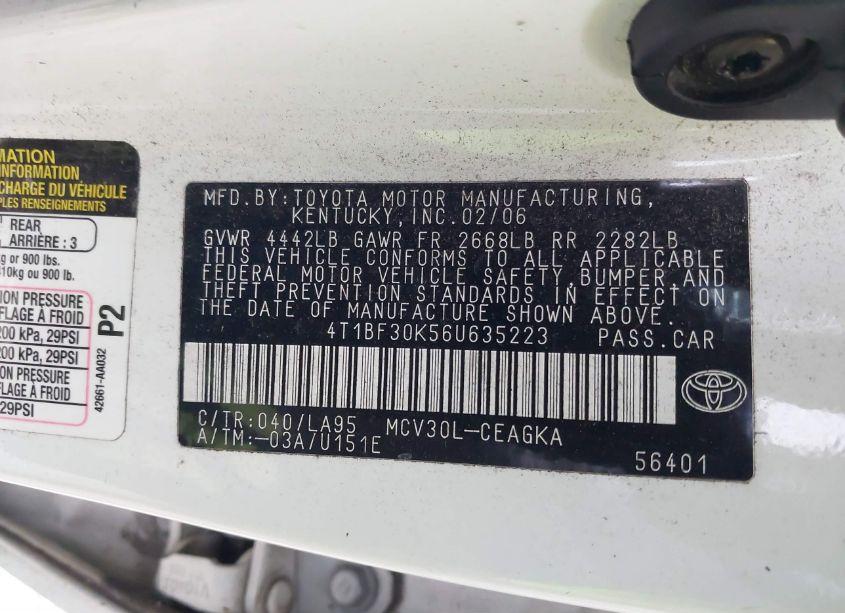 MATION
INFORMATION
CHARGE DU VÉHICULE
PLES RENSEIGNEMENTS
REAR
ARRIÈRE : 3
kg or 900 lbs.
410kg ou 900 lb.
ION PRESSURE
FLAGE À FROID
200 kPa, 29PSI
200 kPa, 29PSI
ION PRESSURE
FLAGE À FROID
29PSI
P2
42661-AA032
MFD.BY:TOYOTA MOTOR MANUFACTURING,
KENTUCKY,INC.02/06
GVWR 4442LB GAWR FR 2668LB RR 2282LB
THIS VEHICLE CONFORMS TO ALL APPLICABLE
FEDERAL MOTOR VEHICLE SAFETY,BUMPER,AND
THEFT PREVENTION STANDARDS IN EFFECT ON
THE DATE OF MANUFACTURE SHOWN ABOVE.
4T1BF30K56U635223 PASS.CAR
C/TR:040/LA95 MCV30L-CEAGKA
A/TM:-03A/U151E
56401